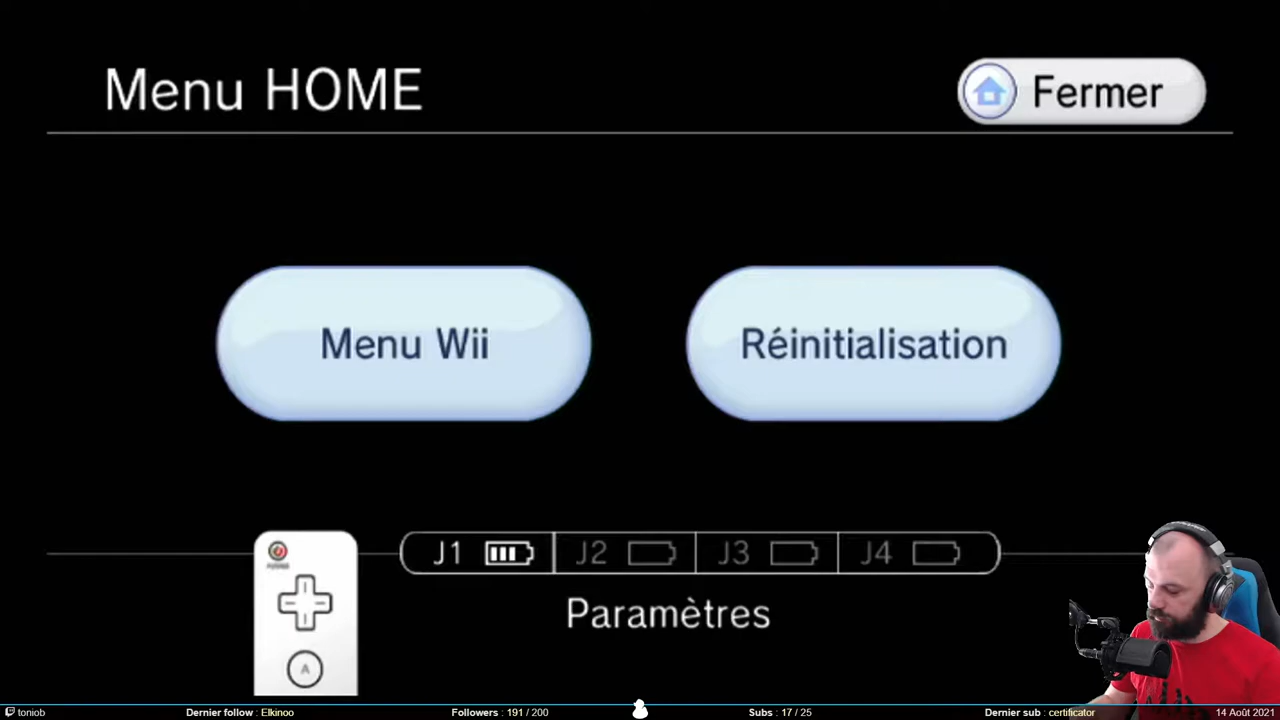 Menu HOME
Fermer
Menu Wii
Réinitialisation
J1 J2 J3 J4
POWER
A
Paramètres
toniob Dernier follow : Elkinoo Followers : 191 / 200 Subs : 17 / 25 Dernier sub : certificator 14 Août 2021